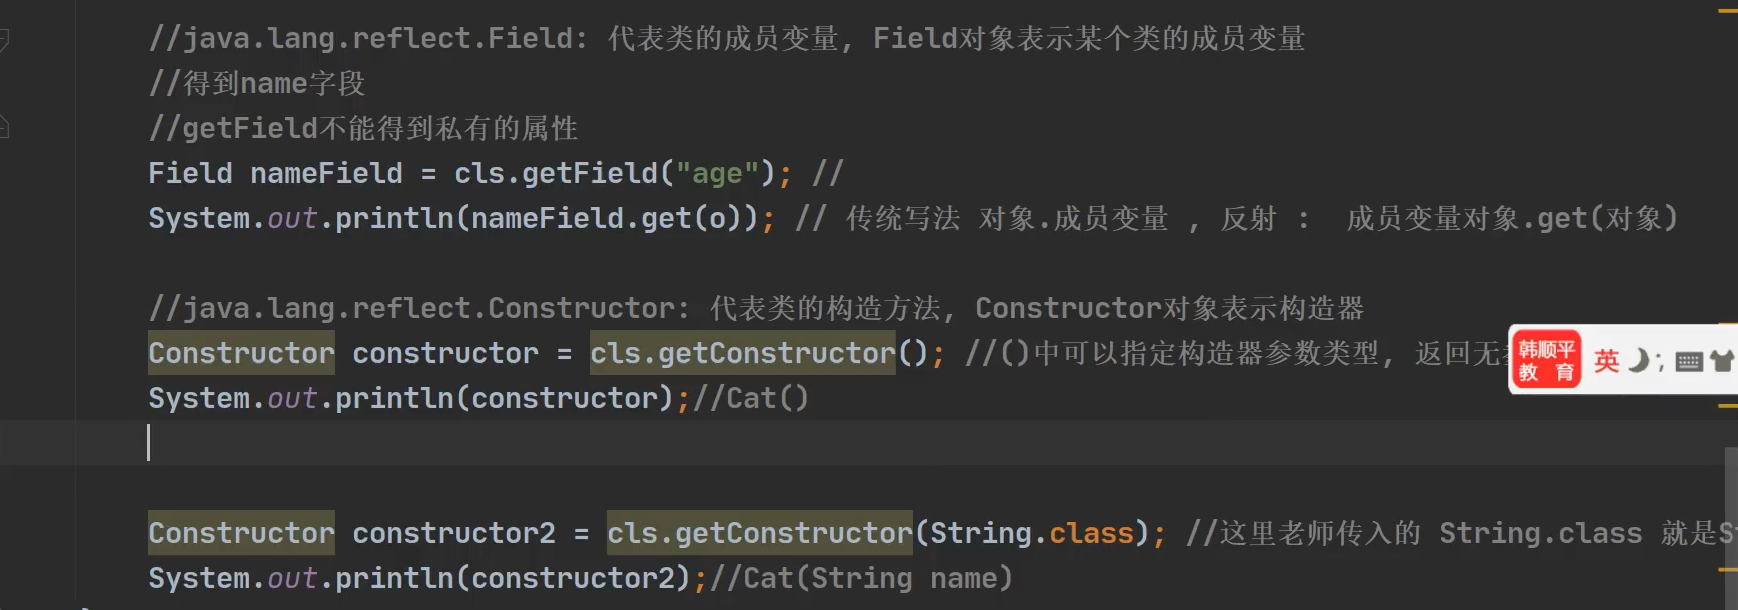 //java.lang.reflect.Field: 代表类的成员变量, Field对象表示某个类的成员变量
//得到name字段
//getField不能得到私有的属性
Field nameField = cls.getField("age"); //
System.out.println(nameField.get(o)); // 传统写法 对象.成员变量 , 反射 : 成员变量对象.get(对象)
//java.lang.reflect.Constructor: 代表类的构造方法, Constructor对象表示构造器
Constructor constructor = cls.getConstructor(); //()中可以指定构造器参数类型, 返回无
韩顺平
教 育
英
System.out.println(constructor);//Cat()
Constructor constructor2 = cls.getConstructor(String.class); //这里老师传入的 String.class 就是S
System.out.println(constructor2);//Cat(String name)